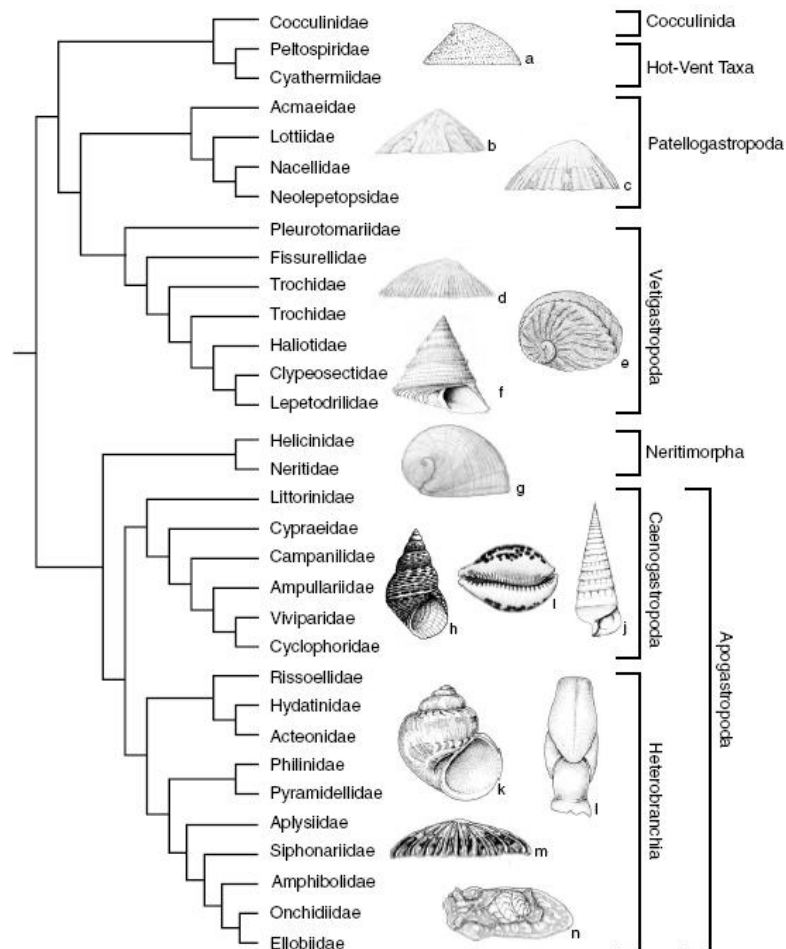 Cocculinidae
Peltospiridae
Cyathermiidae
Acmaeidae
Lottiidae
Nacellidae
Neolepetopsidae
Pleurotomariidae
Fissurellidae
Trochidae
Trochidae
Haliotidae
Clypeosectidae
Lepetodrilidae
Helicinidae
Neritidae
Littorinidae
Cypraeidae
Campanilidae
Ampullariidae
Viviparidae
Cyclophoridae
Rissoellidae
Hydatinidae
Acteonidae
Philinidae
Pyramidellidae
Aplysiidae
Siphonariidae
Amphibolidae
Onchidiidae
Ellobiidae
a
b
c
d
e
f
g
h
i
j
k
l
m
n
Cocculinida
Hot-Vent Taxa
Patellogastropoda
Vetigastropoda
Neritimorpha
Caenogastropoda
Heterobranchia
Apogastropoda